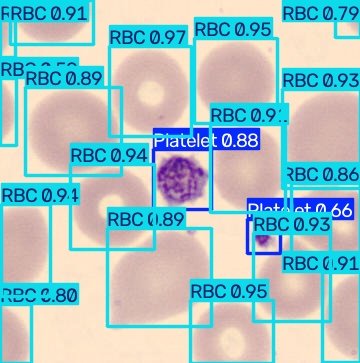 RBC 0.91
RBC 0.79
RBC 0.97
RBC 0.95
RBC 0.89
RBC 0.93
RBC
Platelet 0.88
RBC 0.94
RBC 0.86
RBC 0.94
Platelet 0.66
RBC 0.89
RBC 0.93
RBC 0.91
RBC 0.80
RBC 0.95